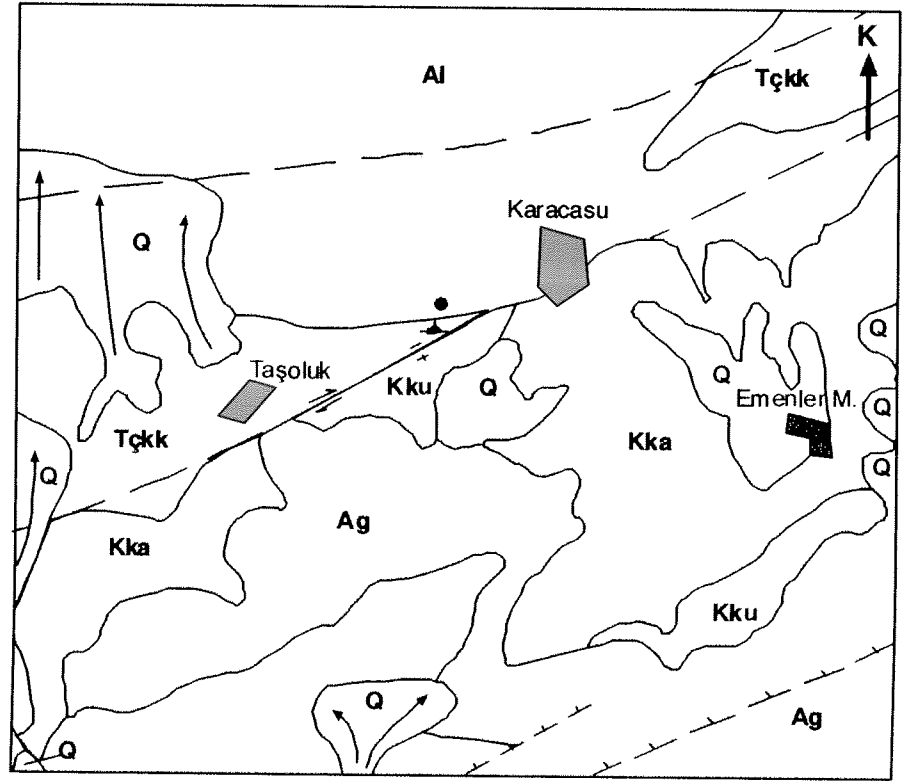 K
Al
Tçkk
Karacasu
Q
Q
Taşoluk
Kku
Q
Q
Emenler M.
Q
Tçkk
Kka
Q
Q
Ag
Kka
Kku
Q
Ag
Q